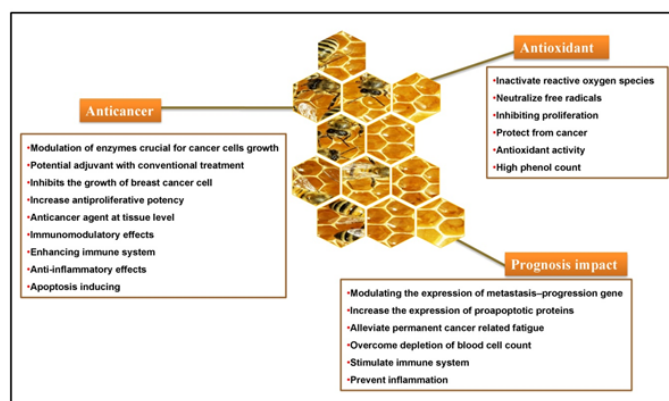 Antioxidant
•Inactivate reactive oxygen species
•Neutralize free radicals
•Inhibiting proliferation
•Protect from cancer
•Antioxidant activity
•High phenol count
Anticancer
•Modulation of enzymes crucial for cancer cells growth
•Potential adjuvant with conventional treatment
•Inhibits the growth of breast cancer cell
•Increase antiproliferative potency
•Anticancer agent at tissue level
•Immunomodulatory effects
•Enhancing immune system
•Anti-inflammatory effects
•Apoptosis inducing
Prognosis impact
•Modulating the expression of metastasis–progression gene
•Increase the expression of proapoptotic proteins
•Alleviate permanent cancer related fatigue
•Overcome depletion of blood cell count
•Stimulate immune system
•Prevent inflammation